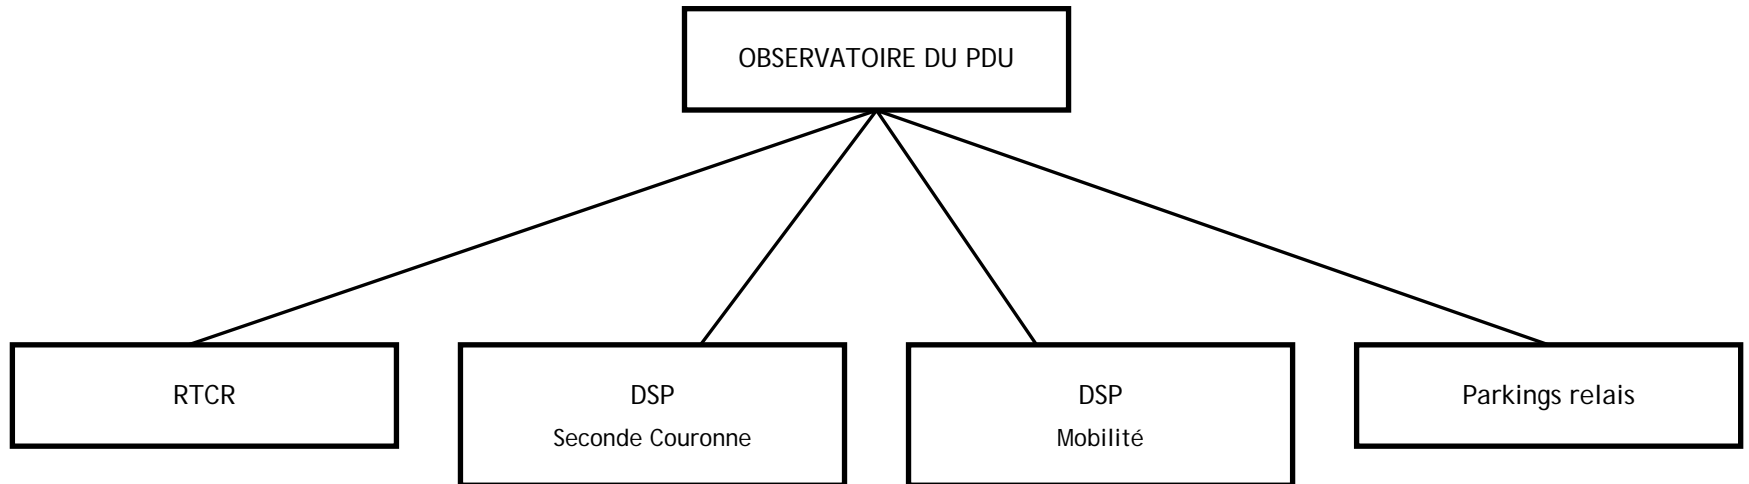 OBSERVATOIRE DU PDU
RTCR
DSP
Seconde Couronne
DSP
Mobilité
Parkings relais